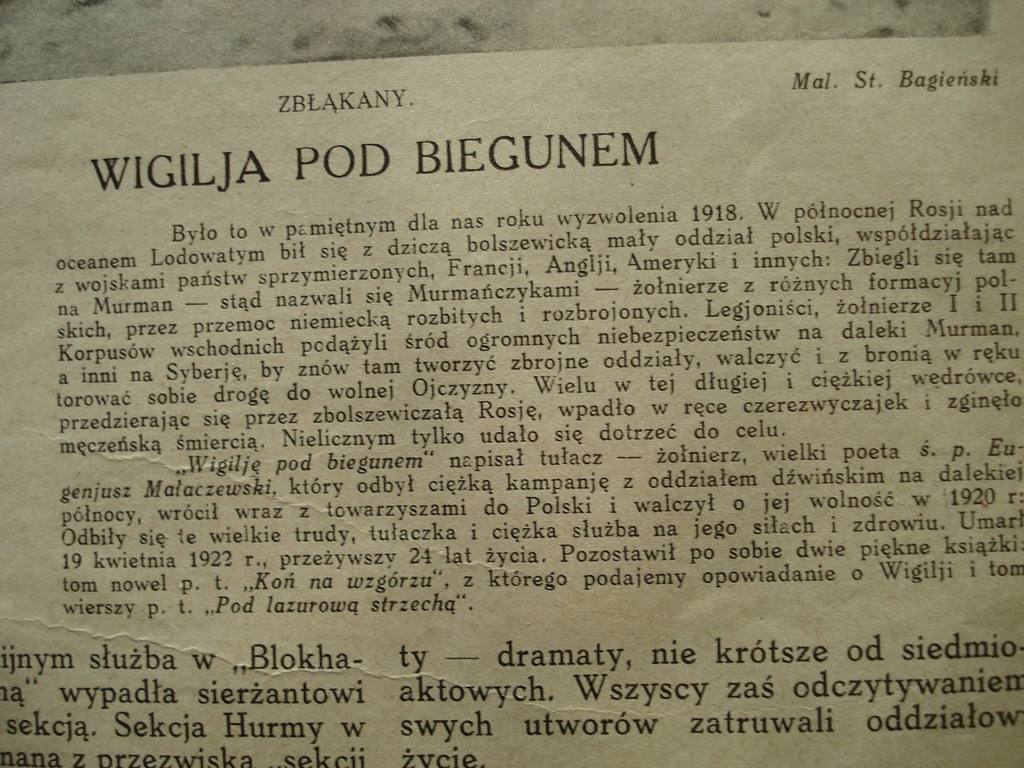 Mal. St. Bagieński
ZBŁĄKANY.
WIGILJA POD BIEGUNEM
Było to w pamiętnym dla nas roku wyzwolenia 1918. W północnej Rosji nad
oceanem Lodowatym bił się z dziczą bolszewicką mały oddział polski, współdziałając
z wojskami państw sprzymierzonych, Francji, Anglji, Ameryki i innych: Zbiegli się tam
na Murman — stąd nazwali się Murmańczykami — żołnierze z różnych formacyj pol-
skich, przez przemoc niemiecką rozbitych i rozbrojonych. Legjoniści, żołnierze I i II
Korpusów wschodnich podążyli śród ogromnych niebezpieczeństw na daleki Murman,
a inni na Syberję, by znów tam tworzyć zbrojne oddziały, walczyć i z bronią w ręku
torować sobie drogę do wolnej Ojczyzny. Wielu w tej długiej i ciężkiej wędrówce,
przedzierając się przez zbolszewiczałą Rosję, wpadło w ręce czerezwyczajek i zginęło
męczeńską śmiercią. Nielicznym tylko udało się dotrzeć do celu.
„Wigilję pod biegunem" napisał tułacz — żołnierz, wielki poeta ś. p. Eu-
genjusz Małaczewski, który odbył ciężką kampanję z oddziałem dźwińskim na dalekiej
północy, wrócił wraz z towarzyszami do Polski i walczył o jej wolność w 1920 r:
Odbiły się te wielkie trudy, tułaczka i ciężka służba na jego siłach i zdrowiu. Umarł
19 kwietnia 1922 r., przeżywszy 24 lat życia. Pozostawił po sobie dwie piękne książki:
tom nowel p. t. „Koń na wzgórzu", z którego podajemy opowiadanie o Wigilji i tom
wierszy p. t. „Pod lazurową strzechą".
ijnym służba w „Blokha-
ną" wypadła sierżantowi
sekcją. Sekcja Hurmy w
nana z przezwiska „sekcji
ty — dramaty, nie krótsze od siedmio-
aktowych. Wszyscy zaś odczytywaniem
swych utworów zatruwali oddziałow
życie.